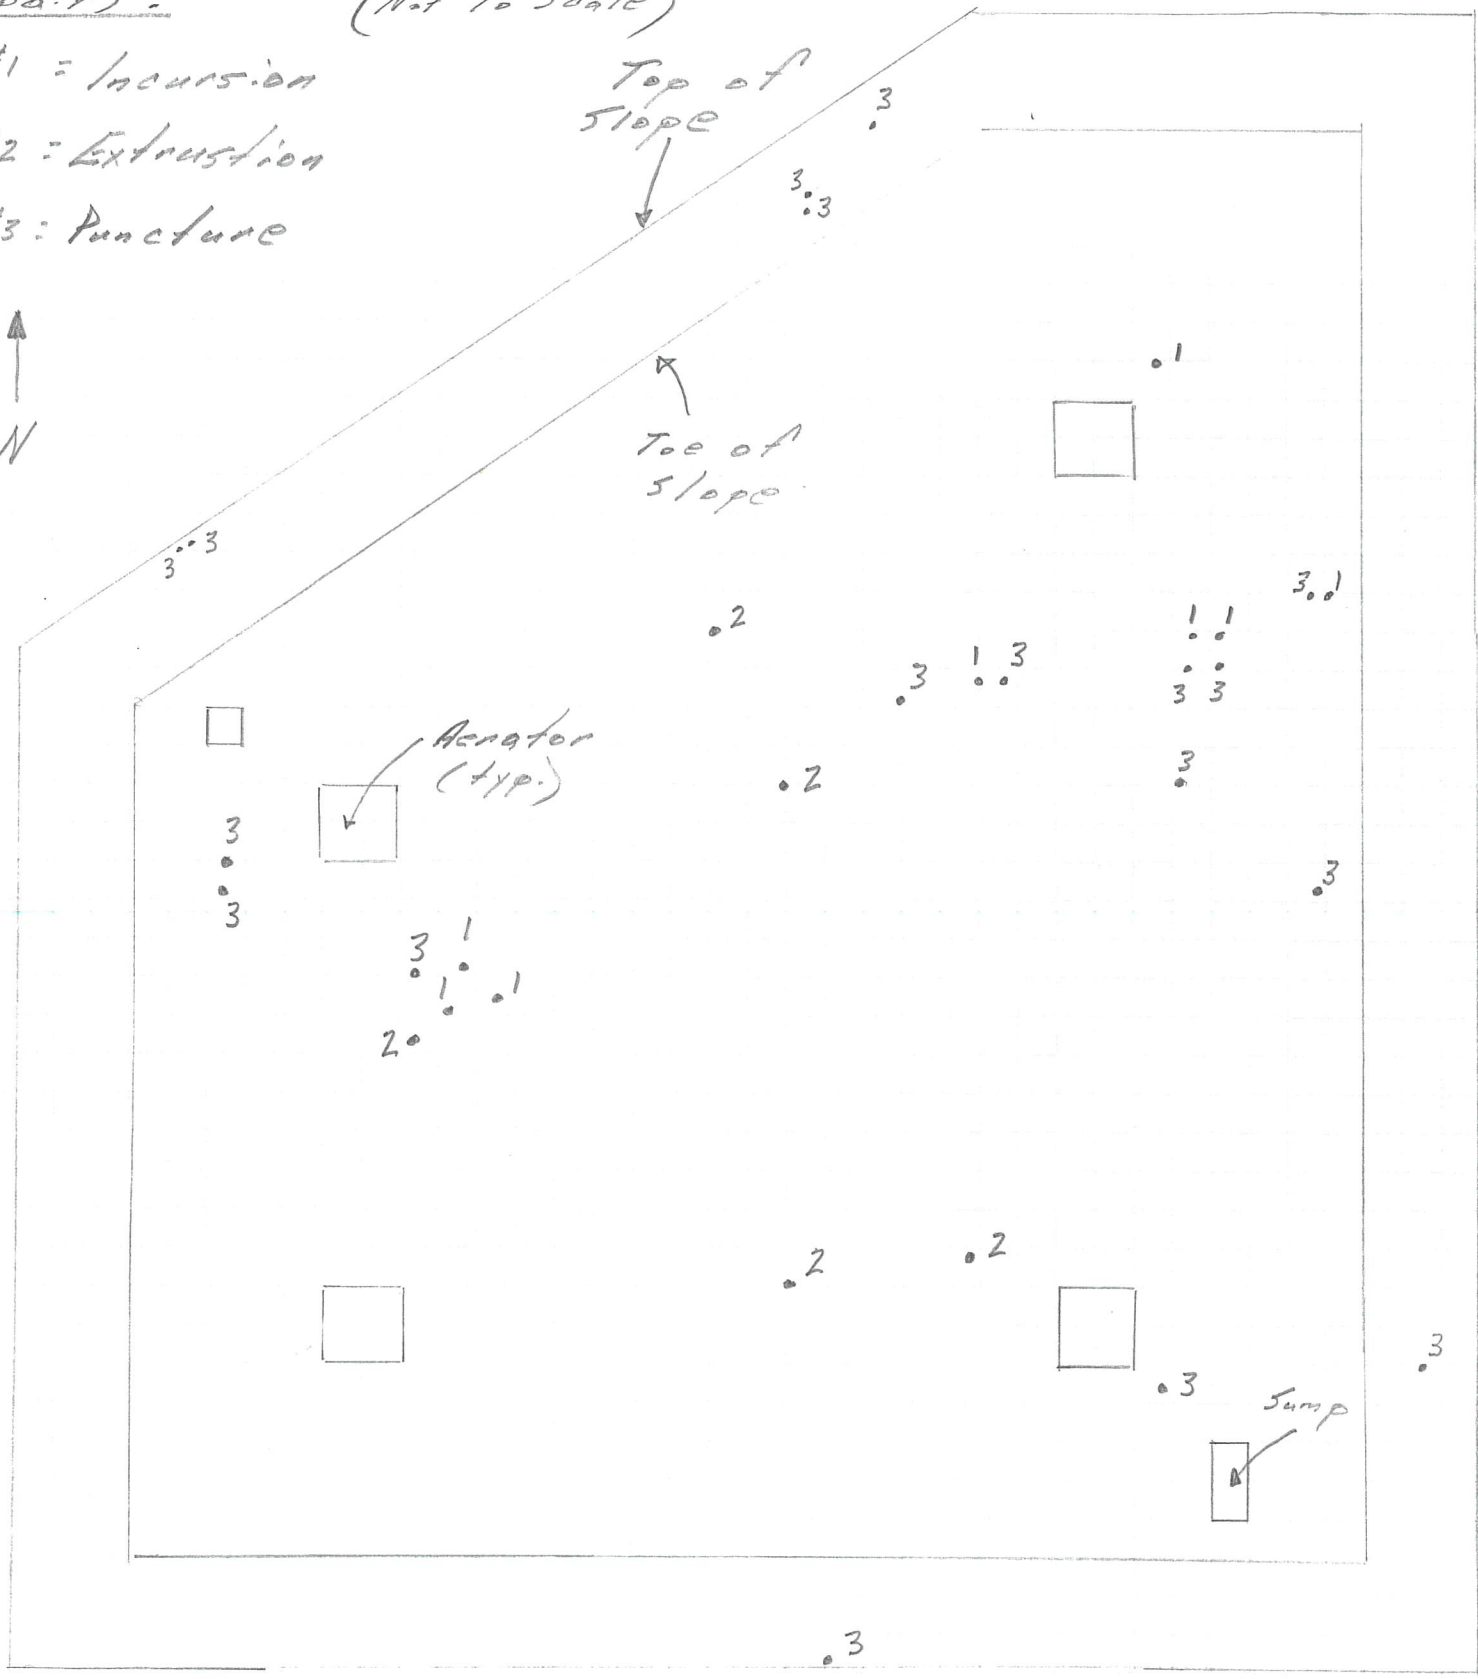 (Not To Scale)
#1 = Incursion
#2 = Extrustion
#3 = Puncture
N
Top of
Slope
3
3
3
1
Toe of
Slope
3
3
2
3
1
1
1
3
1
3
3
3
Aerator
(typ.)
2
3
3
3
3
3
1
1
1
2
2
2
3
3
Sump
3